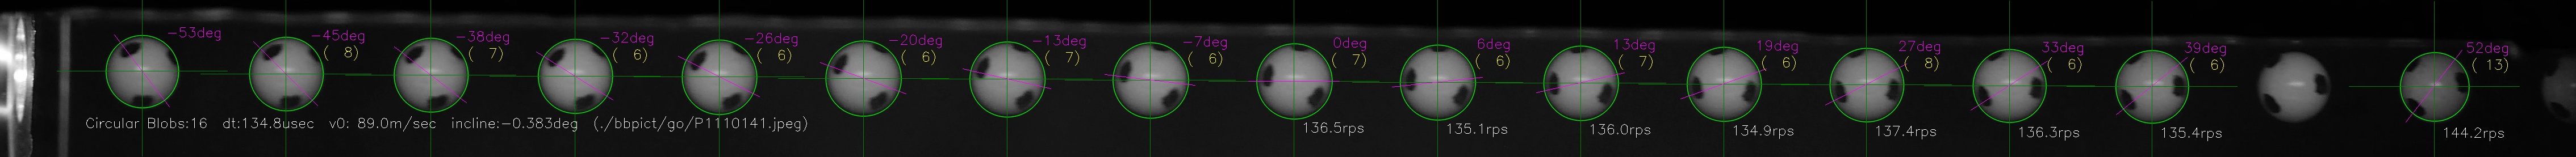 −53deg
−45deg
( 8)
−38deg
( 7)
−32deg
( 6)
−26deg
( 6)
−20deg
( 6)
−13deg
( 7)
−7deg
( 6)
0deg
( 7)
6deg
( 6)
13deg
( 7)
19deg
( 6)
27deg
( 8)
33deg
( 6)
39deg
( 6)
52deg
( 13)
Circular Blobs:16 dt:134.8usec v0: 89.0m/sec incline:−0.383deg (./bbpict/go/P1110141.jpeg)
136.5rps
135.1rps
136.0rps
134.9rps
137.4rps
136.3rps
135.4rps
144.2rps